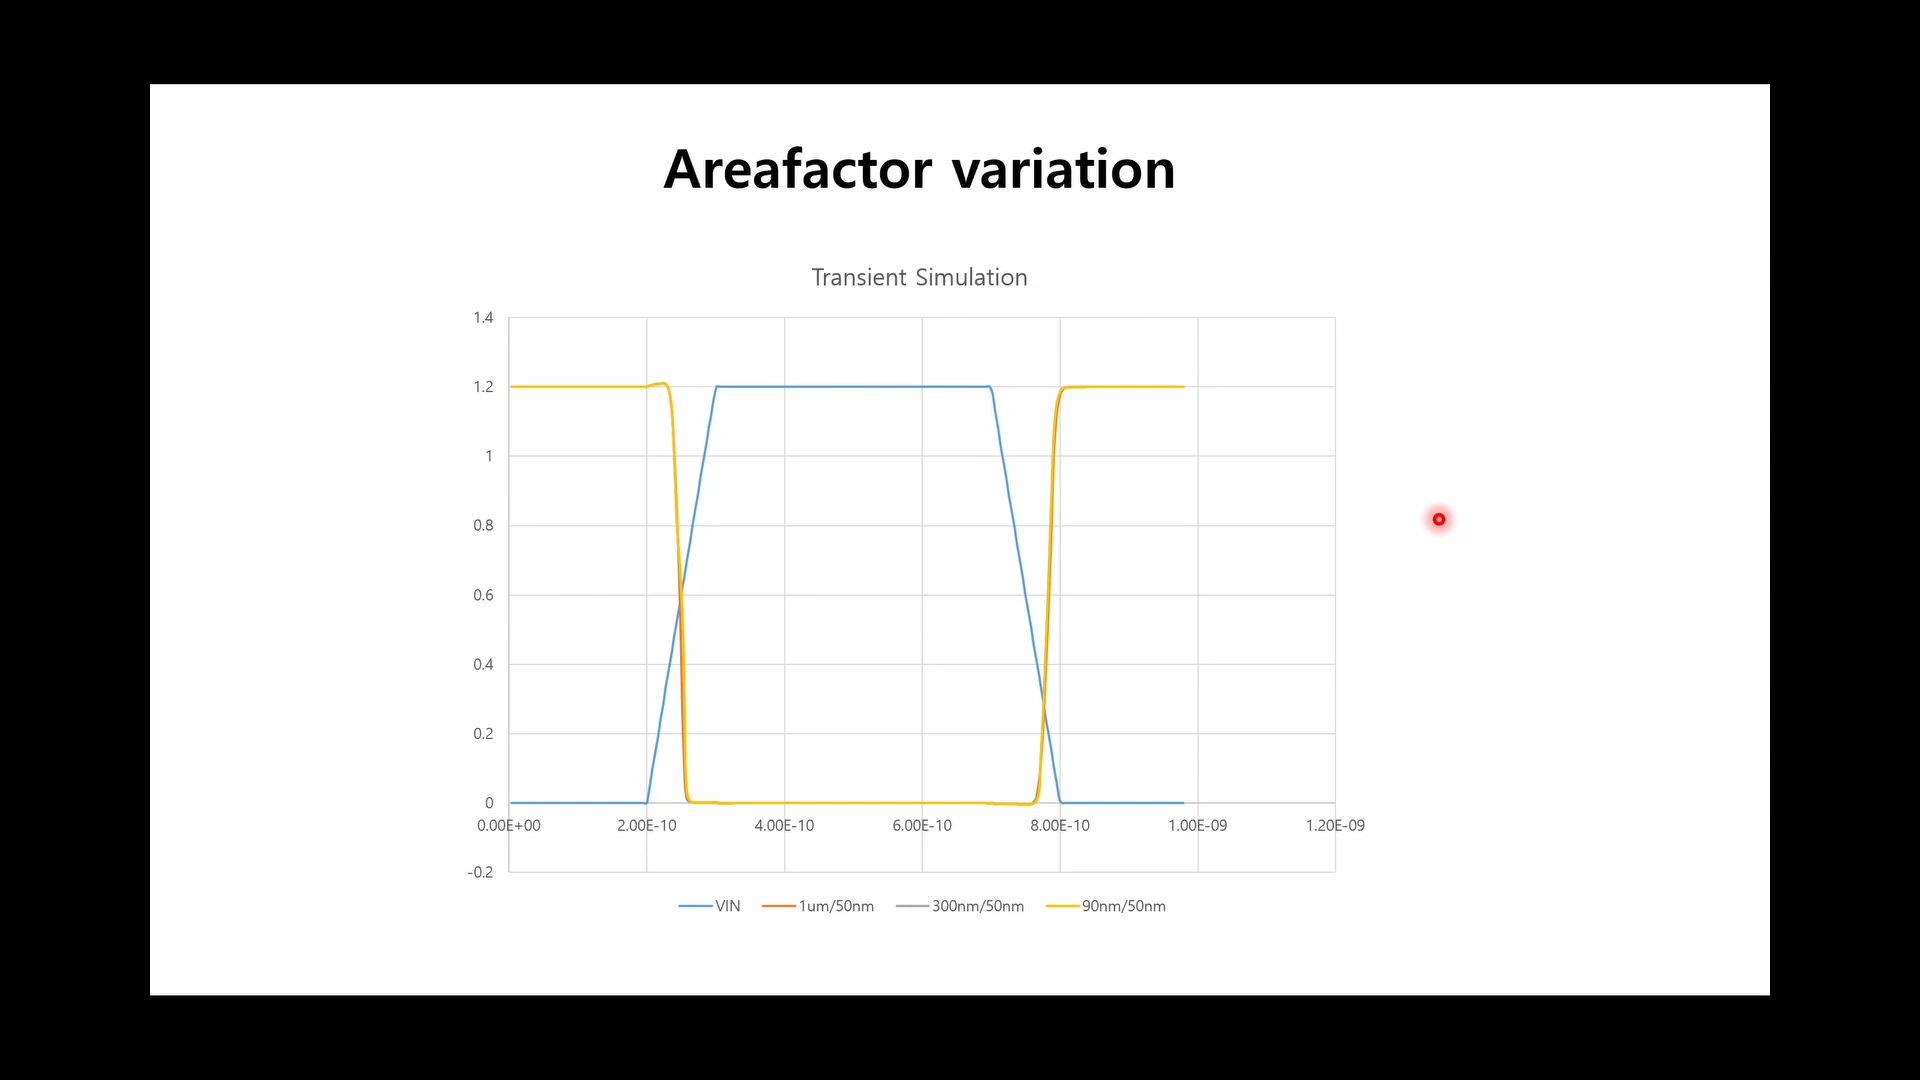 Areafactor variation
Transient Simulation
1.4
1.2
1
0.8
0.6
0.4
0.2
0
0.00E+00 2.00E-10 4.00E-10 6.00E-10 8.00E-10 1.00E-09 1.20E-09
-0.2
VIN 1um/50nm 300nm/50nm 90nm/50nm